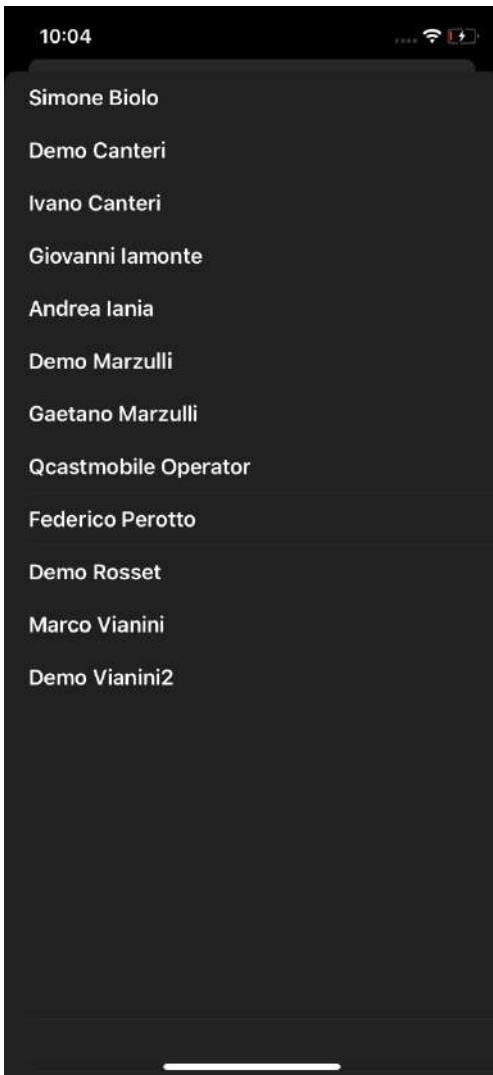 10:04
Simone Biolo
Demo Canteri
Ivano Canteri
Giovanni Iamonte
Andrea Iania
Demo Marzulli
Gaetano Marzulli
Qcastmobile Operator
Federico Perotto
Demo Rosset
Marco Vianini
Demo Vianini2